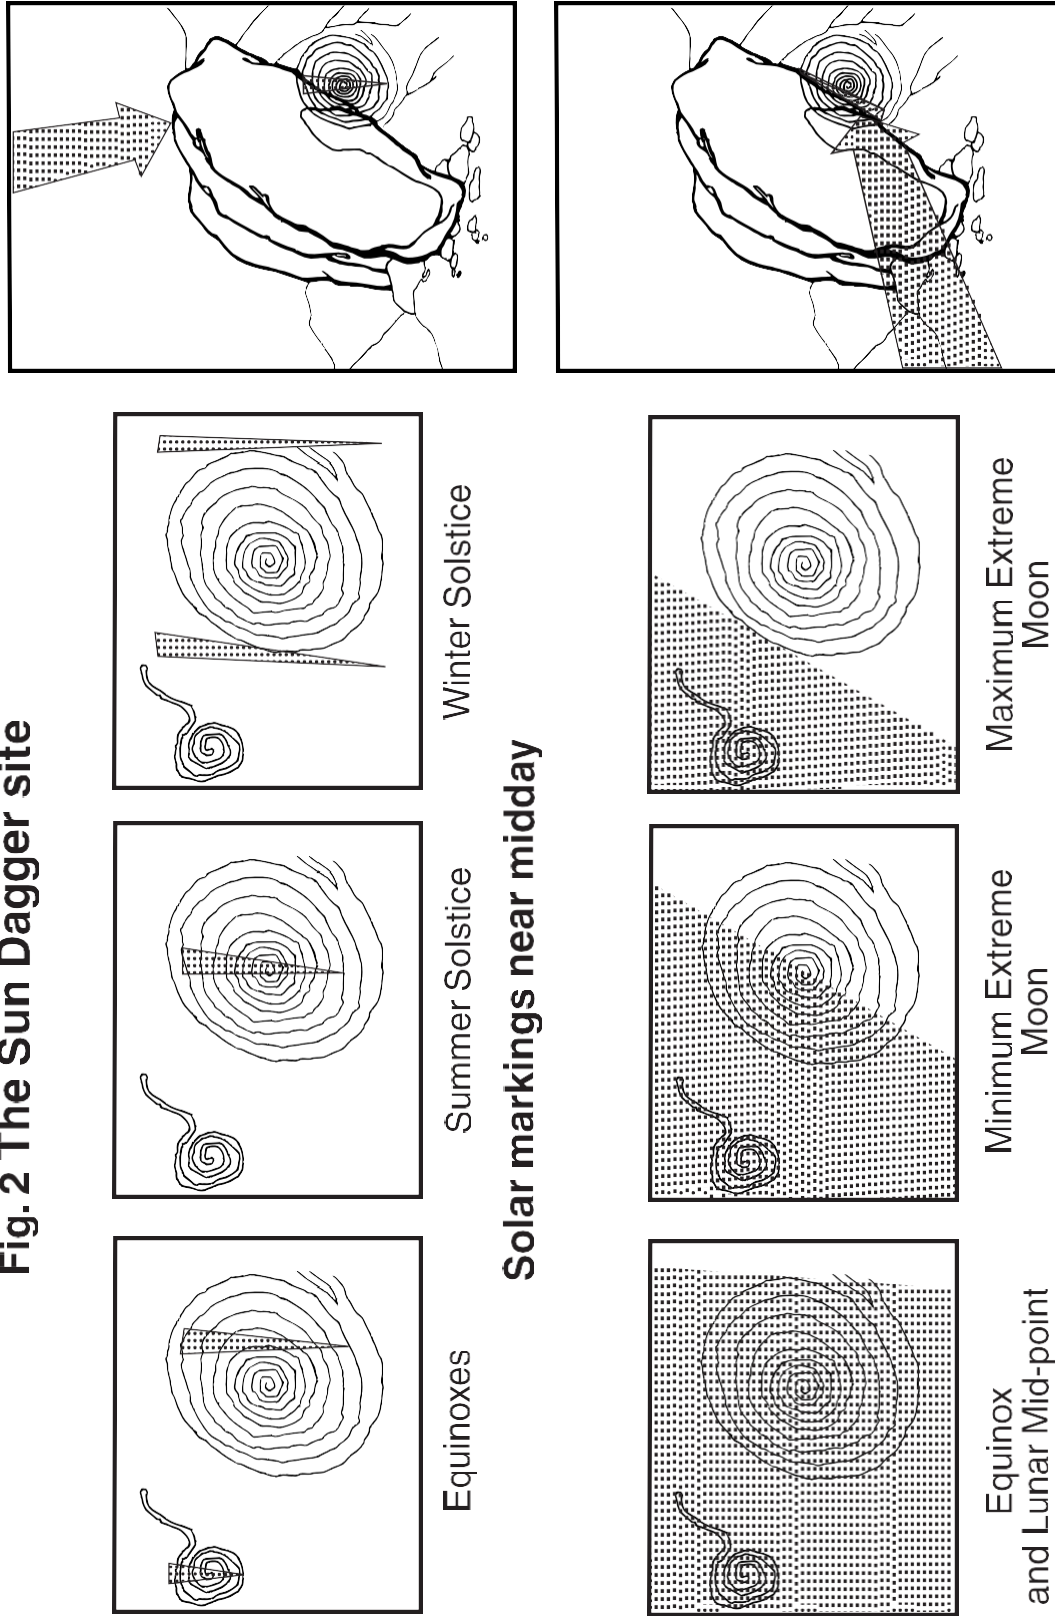 Fig. 2 The Sun Dagger site
Equinoxes
Summer Solstice
Winter Solstice
Solar markings near midday
Equinox
and Lunar Mid-point
Minimum Extreme
Moon
Maximum Extreme
Moon